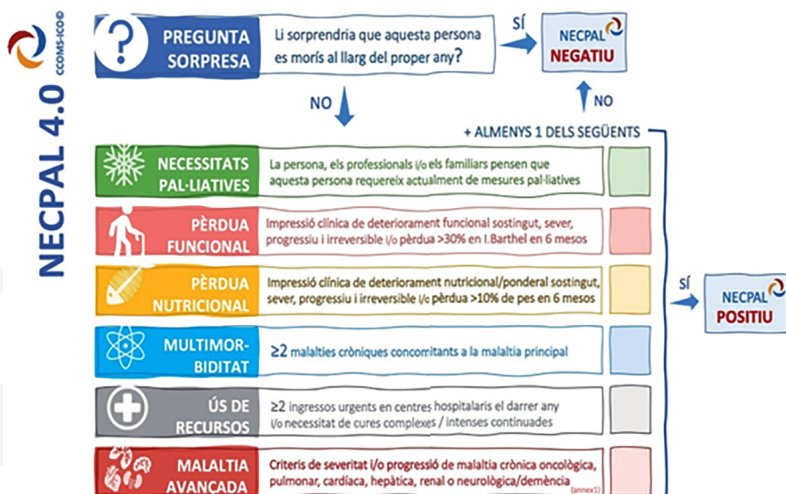 NECPAL 4.0
CCOMS-ICO©
PREGUNTA
SORPRESA
Li sorprendria que aquesta persona
es morís al llarg del proper any?
SÍ
NECPAL
NEGATIU
NO
NO
+ ALMENYS 1 DELS SEGÜENTS
NECESSITATS
PAL·LIATIVES
La persona, els professionals i/o els familiars pensen que
aquesta persona requereix actualment de mesures pal·liatives
PÈRDUA
FUNCIONAL
Impressió clínica de deteriorament funcional sostingut, sever,
progressiu i irreversible i/o pèrdua >30% en I.Barthel en 6 mesos
PÈRDUA
NUTRICIONAL
Impressió clínica de deteriorament nutricional/ponderal sostingut,
sever, progressiu i irreversible i/o pèrdua >10% de pes en 6 mesos
SÍ
NECPAL
POSITIU
MULTIMOR-
BIDITAT
≥2 malalties cròniques concomitants a la malaltia principal
ÚS DE
RECURSOS
≥2 ingressos urgents en centres hospitalaris el darrer any
i/o necessitat de cures complexes / intenses continuades
MALALTIA
AVANÇADA
Criteris de severitat i/o progressió de malaltia crònica oncològica,
pulmonar, cardíaca, hepàtica, renal o neurològica/demència
(annex1)